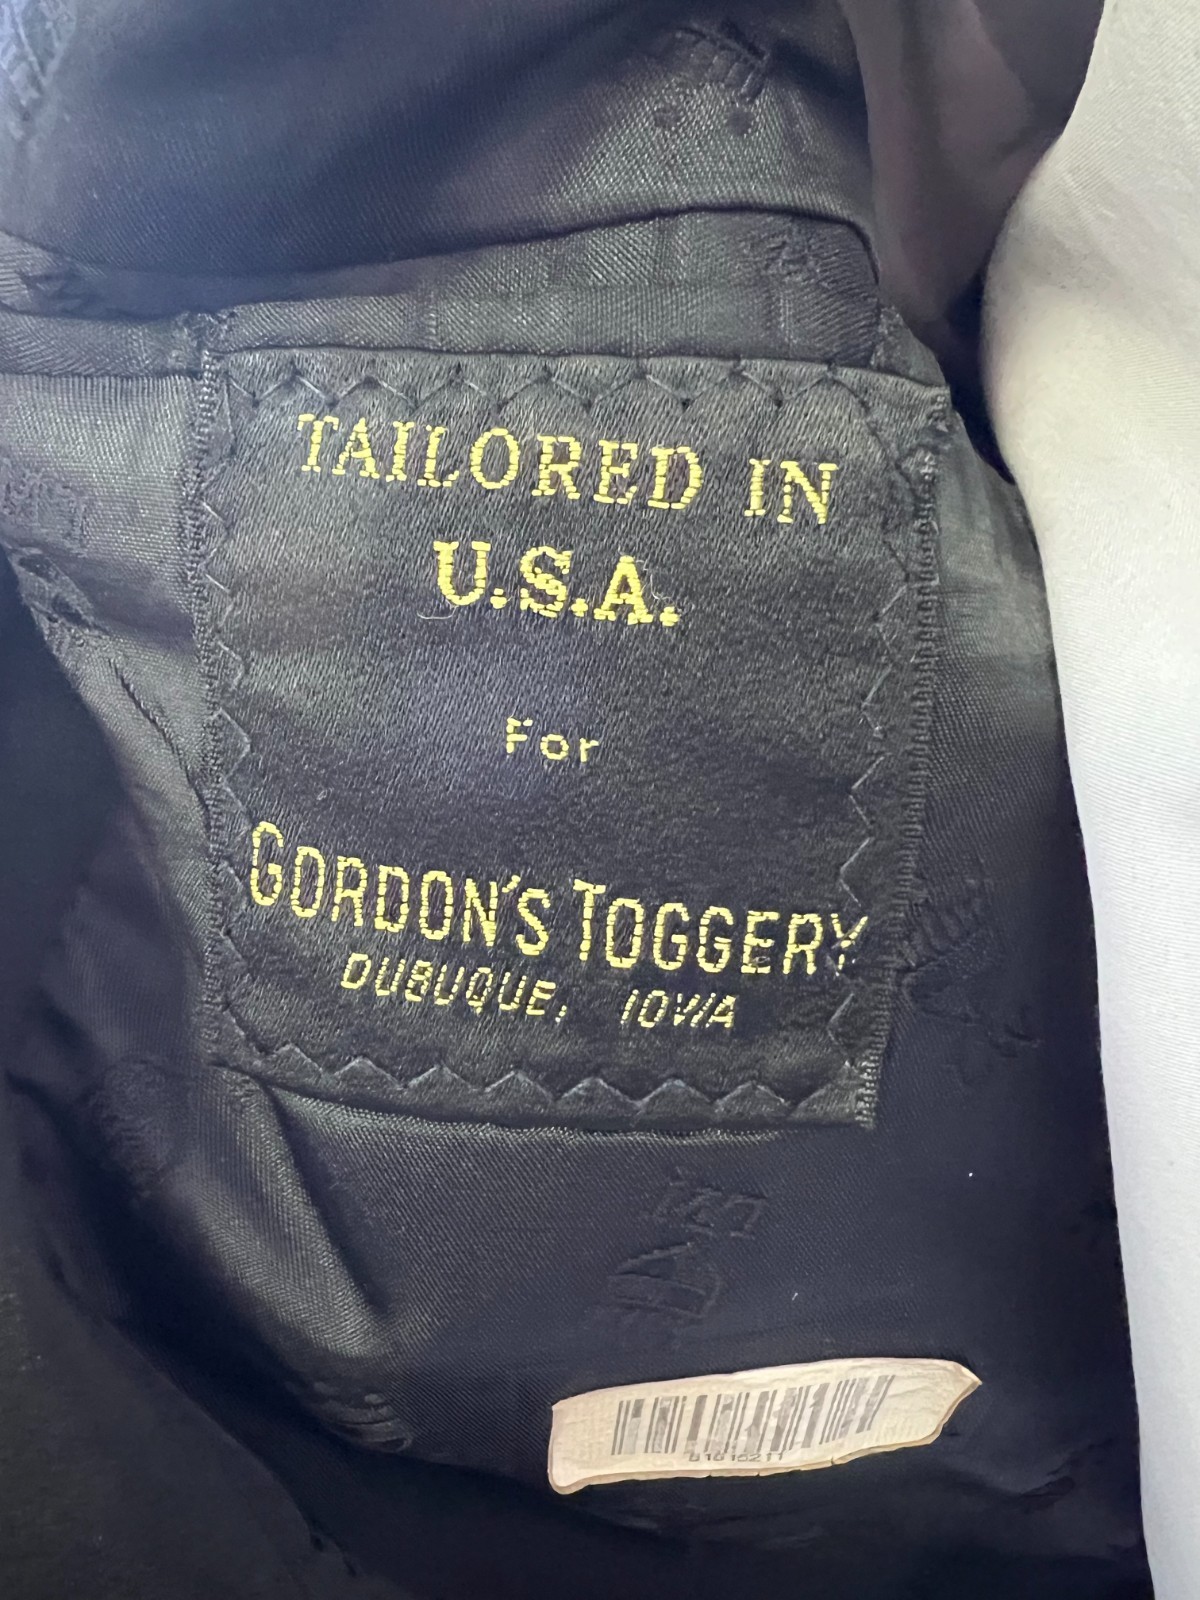 TAILORED IN
U.S.A.
For
GORDON'S TOGGERY
DUBUQUE, IOWA